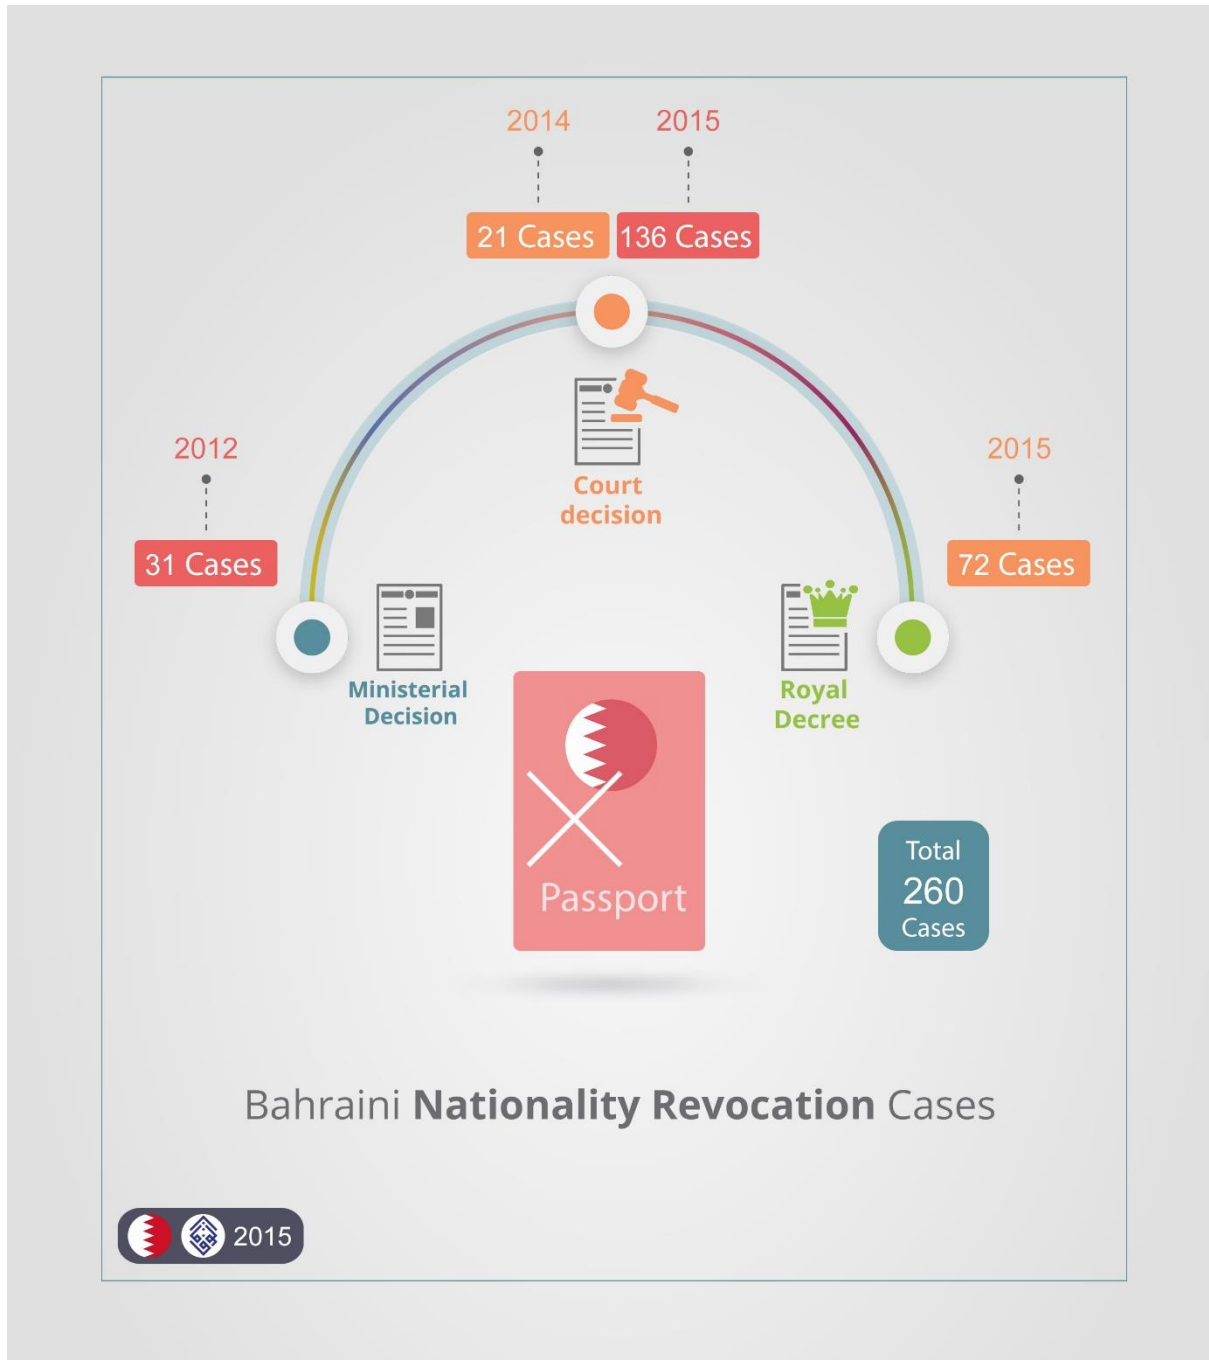 2014
2015
21 Cases
136 Cases
Court
decision
2012
31 Cases
2015
72 Cases
Ministerial
Decision
Royal
Decree
Passport
Total
260
Cases
Bahraini Nationality Revocation Cases
2015